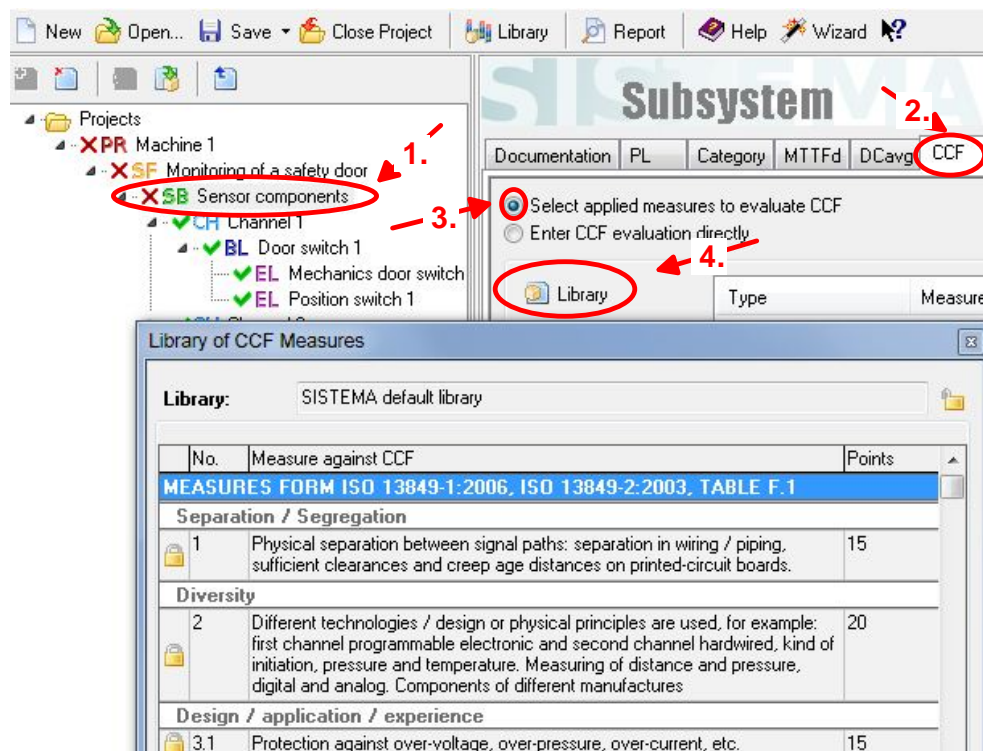 New Open... Save Close Project Library Report Help Wizard
SISTEMA
Subsystem
2.
Projects
PR Machine 1
1.
SF Monitoring of a safety door
SB Sensor components
CH Channel 1
BL Door switch 1
EL Mechanics door switch
EL Position switch 1
Documentation PL Category MTTFd DCavg CCF
3.
Select applied measures to evaluate CCF
Enter CCF evaluation directly
4.
Library Type Measure
Library of CCF Measures
Library: SISTEMA default library
No. Measure against CCF Points
MEASURES FORM ISO 13849-1:2006, ISO 13849-2:2003, TABLE F.1
Separation / Segregation
1 Physical separation between signal paths: separation in wiring / piping, 15
sufficient clearances and creep age distances on printed-circuit boards.
Diversity
2 Different technologies / design or physical principles are used, for example: 20
first channel programmable electronic and second channel hardwired, kind of
initiation, pressure and temperature. Measuring of distance and pressure,
digital and analog. Components of different manufactures
Design / application / experience
3.1 Protection against over-voltage, over-pressure, over-current, etc. 15